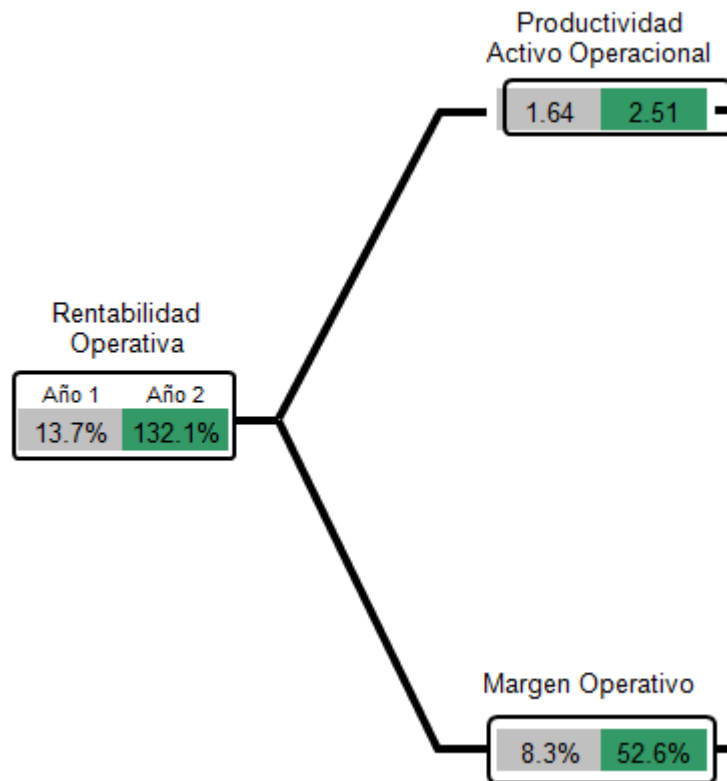 Productividad
Activo Operacional
1.64 2.51
Rentabilidad
Operativa
Año 1 Año 2
13.7% 132.1%
Margen Operativo
8.3% 52.6%